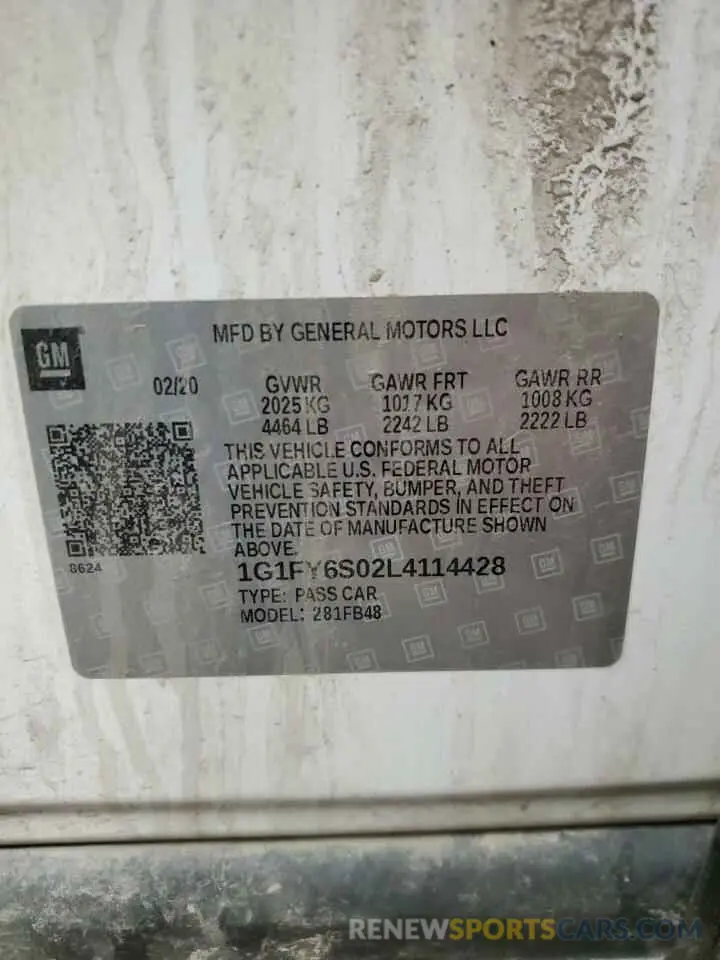 GM
MFD BY GENERAL MOTORS LLC
02/20 GVWR GAWR FRT GAWR RR
2025 KG 1017 KG 1008 KG
4464 LB 2242 LB 2222 LB
THIS VEHICLE CONFORMS TO ALL
APPLICABLE U.S. FEDERAL MOTOR
VEHICLE SAFETY, BUMPER, AND THEFT
PREVENTION STANDARDS IN EFFECT ON
THE DATE OF MANUFACTURE SHOWN
ABOVE.
8624
1G1FY6S02L4114428
TYPE: PASS CAR
MODEL: 281FB48
RENEWSPORTSCARS.COM